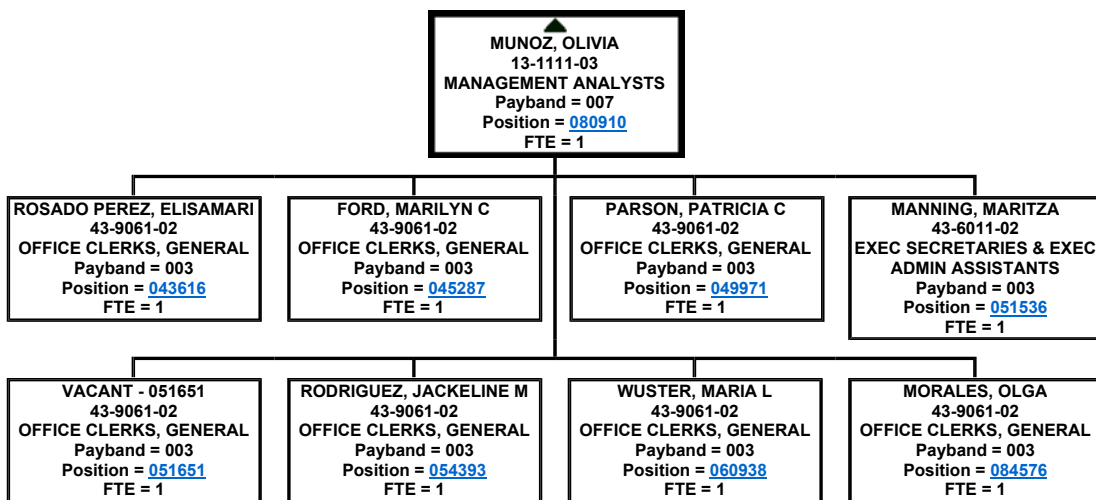 MUNOZ, OLIVIA
13-1111-03
MANAGEMENT ANALYSTS
Payband = 007
Position = 080910
FTE = 1
ROSADO PEREZ, ELISAMARI
43-9061-02
OFFICE CLERKS, GENERAL
Payband = 003
Position = 043616
FTE = 1
FORD, MARILYN C
43-9061-02
OFFICE CLERKS, GENERAL
Payband = 003
Position = 045287
FTE = 1
PARSON, PATRICIA C
43-9061-02
OFFICE CLERKS, GENERAL
Payband = 003
Position = 049971
FTE = 1
MANNING, MARITZA
43-6011-02
EXEC SECRETARIES & EXEC
ADMIN ASSISTANTS
Payband = 003
Position = 051536
FTE = 1
VACANT - 051651
43-9061-02
OFFICE CLERKS, GENERAL
Payband = 003
Position = 051651
FTE = 1
RODRIGUEZ, JACKELINE M
43-9061-02
OFFICE CLERKS, GENERAL
Payband = 003
Position = 054393
FTE = 1
WUSTER, MARIA L
43-9061-02
OFFICE CLERKS, GENERAL
Payband = 003
Position = 060938
FTE = 1
MORALES, OLGA
43-9061-02
OFFICE CLERKS, GENERAL
Payband = 003
Position = 084576
FTE = 1